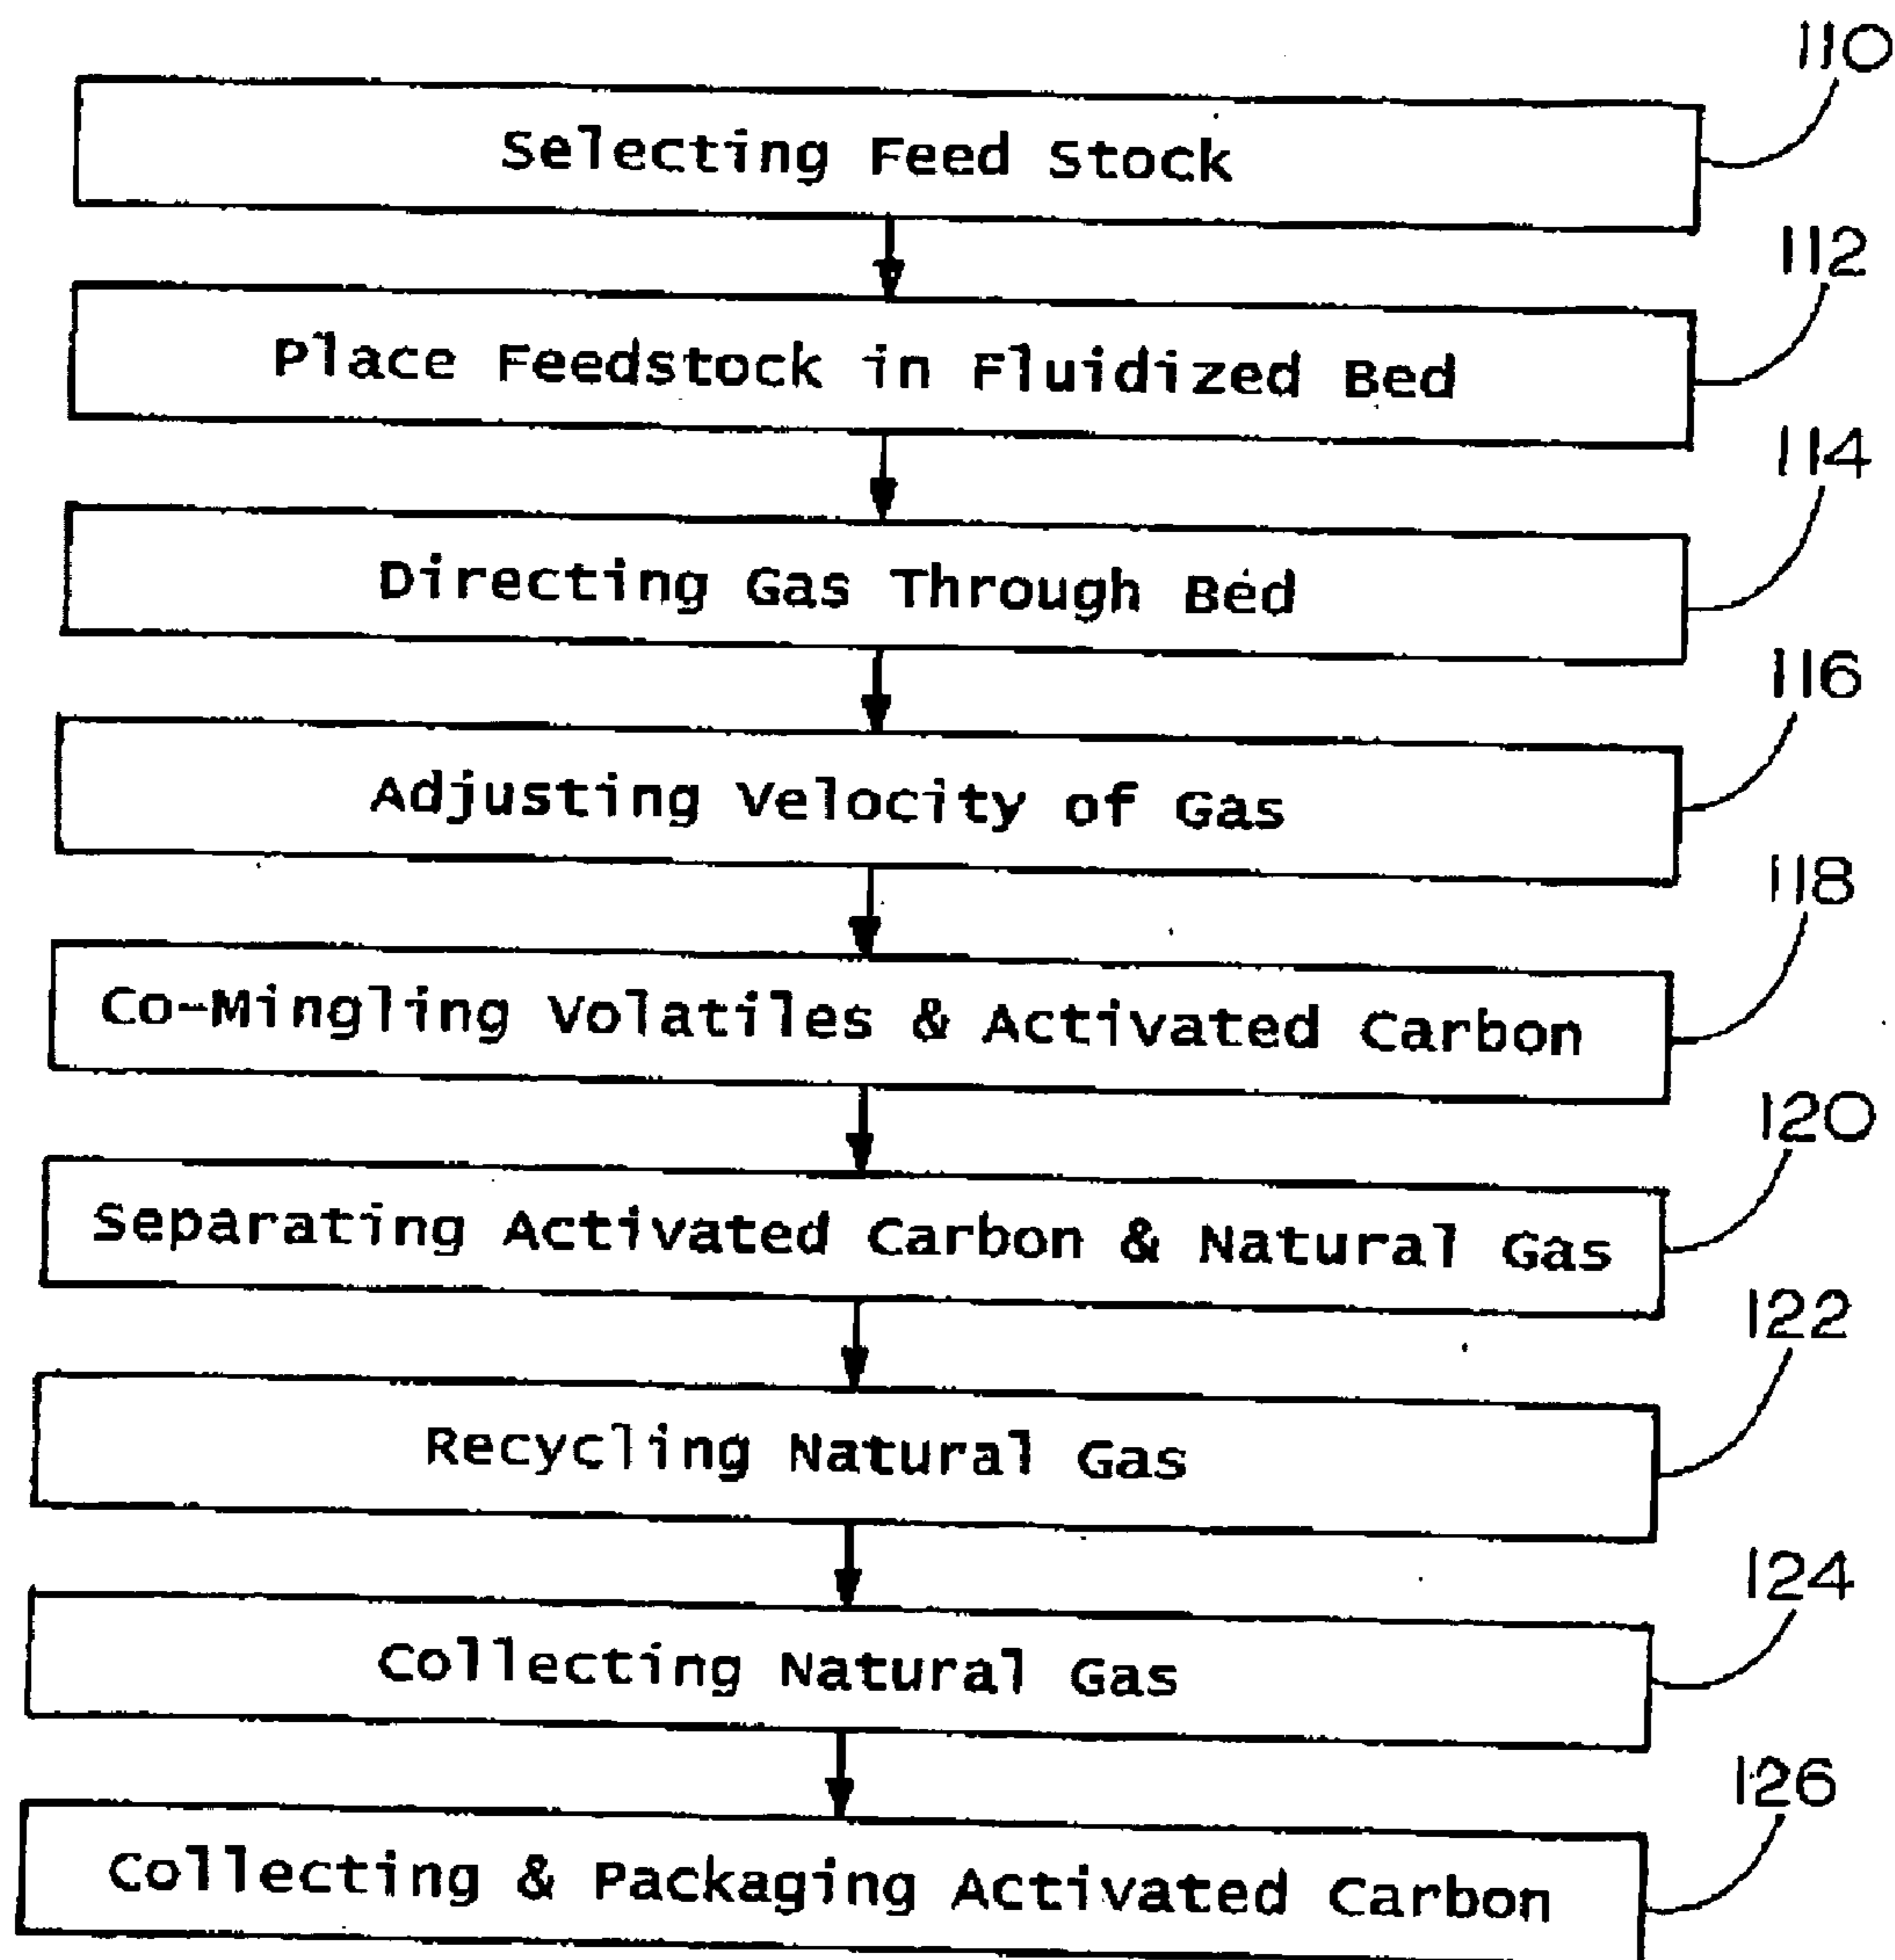 110
Selecting Feed Stock
112
Place Feedstock in Fluidized Bed
114
Directing Gas Through Bed
116
Adjusting Velocity of Gas
118
Co-Mingling Volatiles & Activated Carbon
120
Separating Activated Carbon & Natural Gas
122
Recycling Natural Gas
124
Collecting Natural Gas
126
Collecting & Packaging Activated Carbon